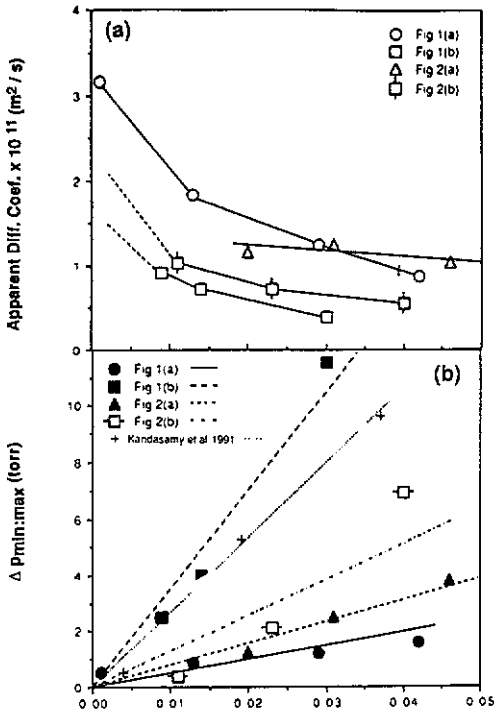 (a)
Fig 1(a)
Fig 1(b)
Fig 2(a)
Fig 2(b)
4
3
2
1
0
Apparent Diff. Coef. x 10 11 (m2 / s)
(b)
Fig 1(a)
Fig 1(b)
Fig 2(a)
Fig 2(b)
Kandasamy et al 1991
10
8
6
4
2
0
Δ pmin:max (torr)
0 00 0 01 0 02 0 03 0 04 0 05